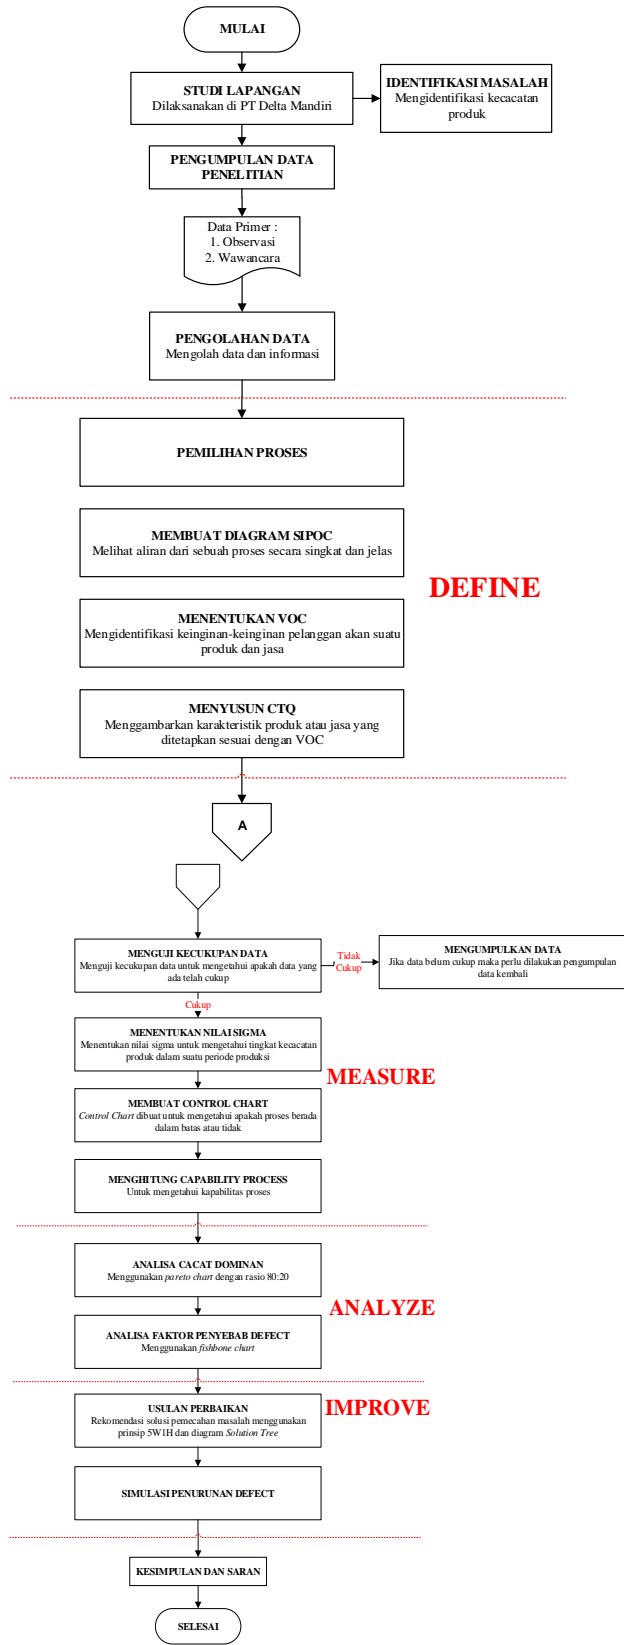 MULAI
STUDI LAPANGAN
Dilaksanakan di PT Delta Mandiri
IDENTIFIKASI MASALAH
Mengidentifikasi kecacatan
produk
PENGUMPULAN DATA
PENELITIAN
Data Primer :
1. Observasi
2. Wawancara
PENGOLAHAN DATA
Mengolah data dan informasi
PEMILIHAN PROSES
MEMBUAT DIAGRAM SIPOC
Melihat aliran dari sebuah proses secara singkat dan jelas
DEFINE
MENENTUKAN VOC
Mengidentifikasi keinginan-keinginan pelanggan akan suatu
produk dan jasa
MENYUSUN CTQ
Menggambarkan karakteristik produk atau jasa yang
ditetapkan sesuai dengan VOC
A
MENGUJI KECUKUPAN DATA
Menguji kecukupan data untuk mengetahui apakah data yang
ada telah cukup
Tidak
Cukup
MENGUMPULKAN DATA
Jika data belum cukup maka perlu dilakukan pengumpulan
data kembali
Cukup
MENENTUKAN NILAI SIGMA
Menentukan nilai sigma untuk mengetahui tingkat kecacatan
produk dalam suatu periode produksi
MEASURE
MEMBUAT CONTROL CHART
Control Chart dibuat untuk mengetahui apakah proses berada
dalam batas atau tidak
MENGHITUNG CAPABILITY PROCESS
Untuk mengetahui kapabilitas proses
ANALISA CACAT DOMINAN
Menggunakan pareto chart dengan rasio 80:20
ANALYZE
ANALISA FAKTOR PENYEBAB DEFECT
Menggunakan fishbone chart
USULAN PERBAIKAN
Rekomendasi solusi pemecahan masalah menggunakan
prinsip 5W1H dan diagram Solution Tree
IMPROVE
SIMULASI PENURUNAN DEFECT
KESIMPULAN DAN SARAN
SELESAI